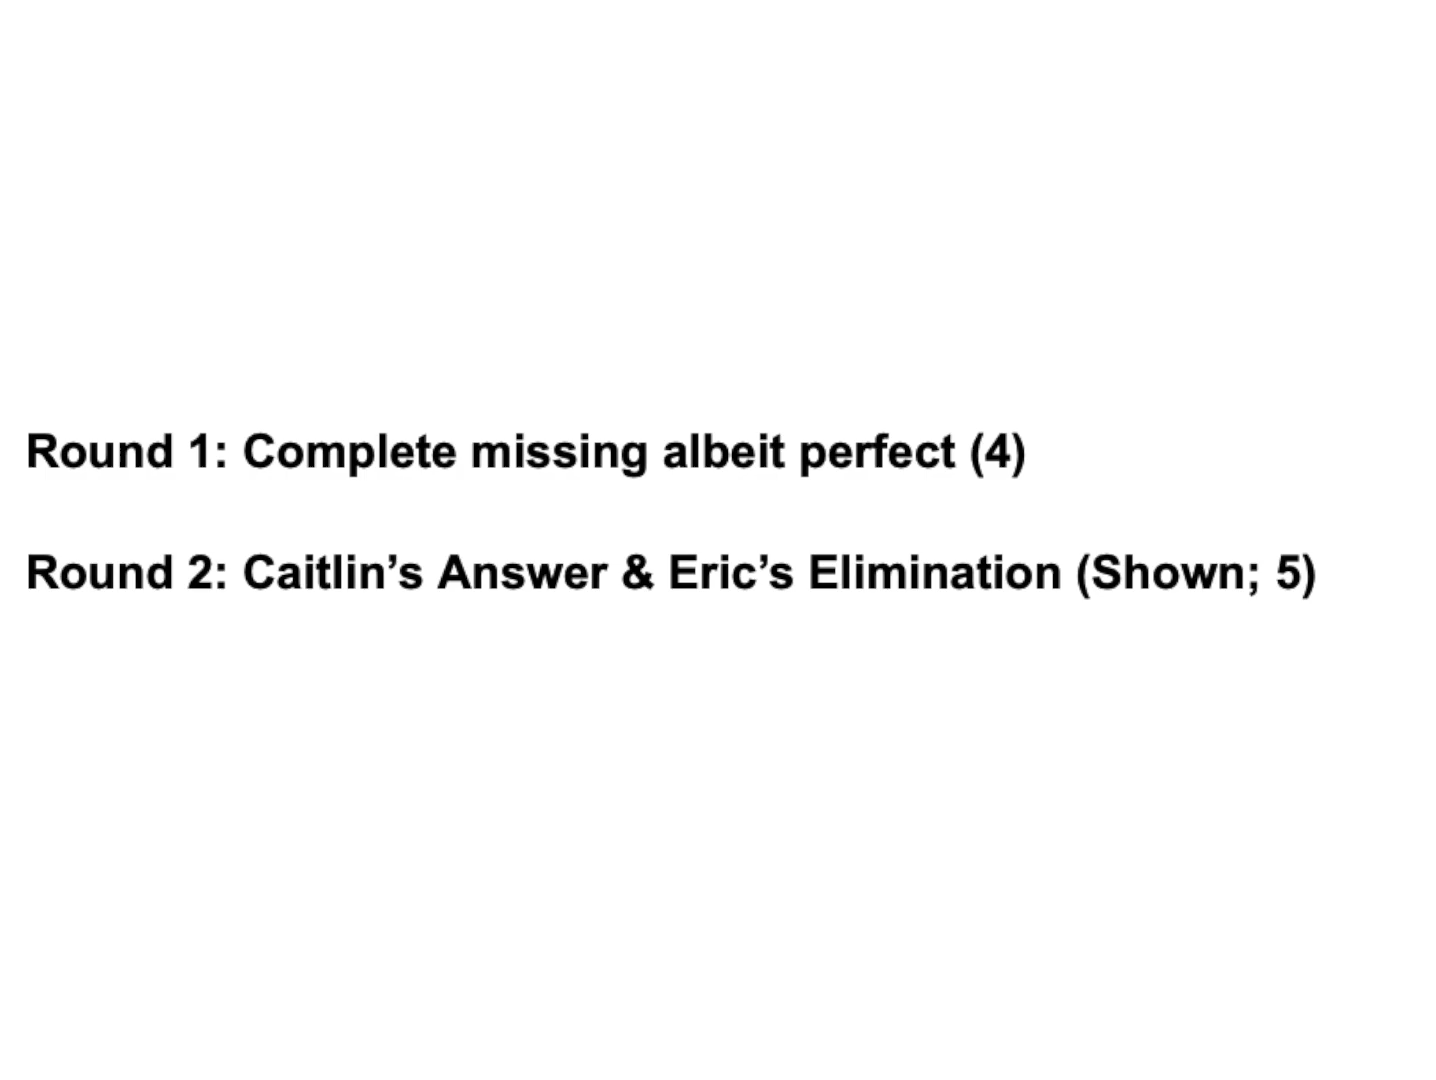 Round 1: Complete missing albeit perfect (4)
Round 2: Caitlin’s Answer & Eric’s Elimination (Shown; 5)